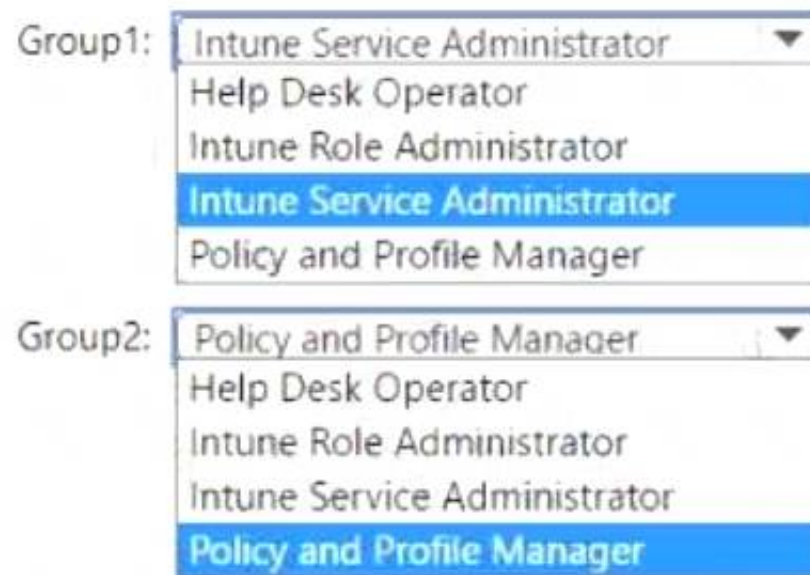 Group1: Intune Service Administrator
Help Desk Operator
Intune Role Administrator
Intune Service Administrator
Policy and Profile Manager
Group2: Policy and Profile Manager
Help Desk Operator
Intune Role Administrator
Intune Service Administrator
Policy and Profile Manager